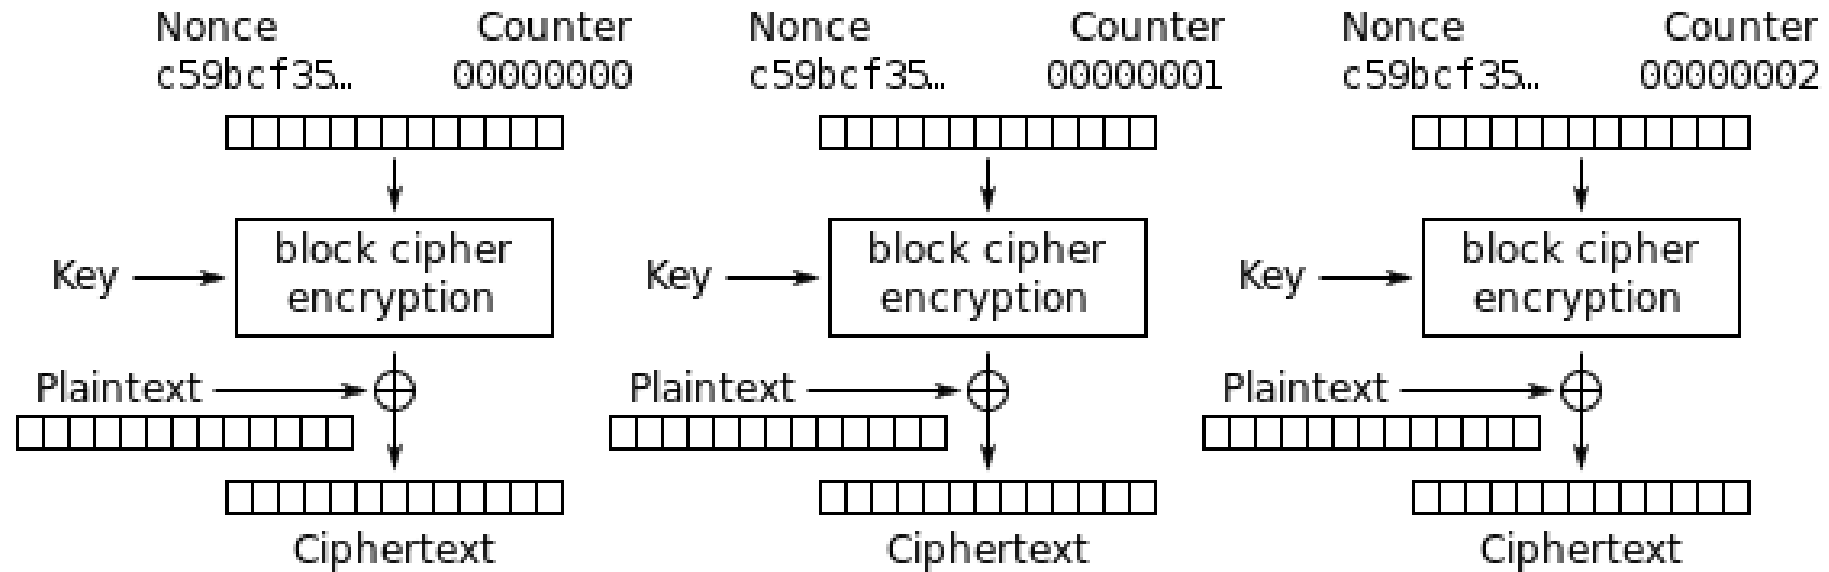 Nonce Counter Nonce Counter Nonce Counter
c59bcf35… 00000000 c59bcf35… 00000001 c59bcf35… 00000002
block cipher block cipher block cipher
Key Key Key
encryption encryption encryption
Plaintext Plaintext Plaintext
Ciphertext Ciphertext Ciphertext